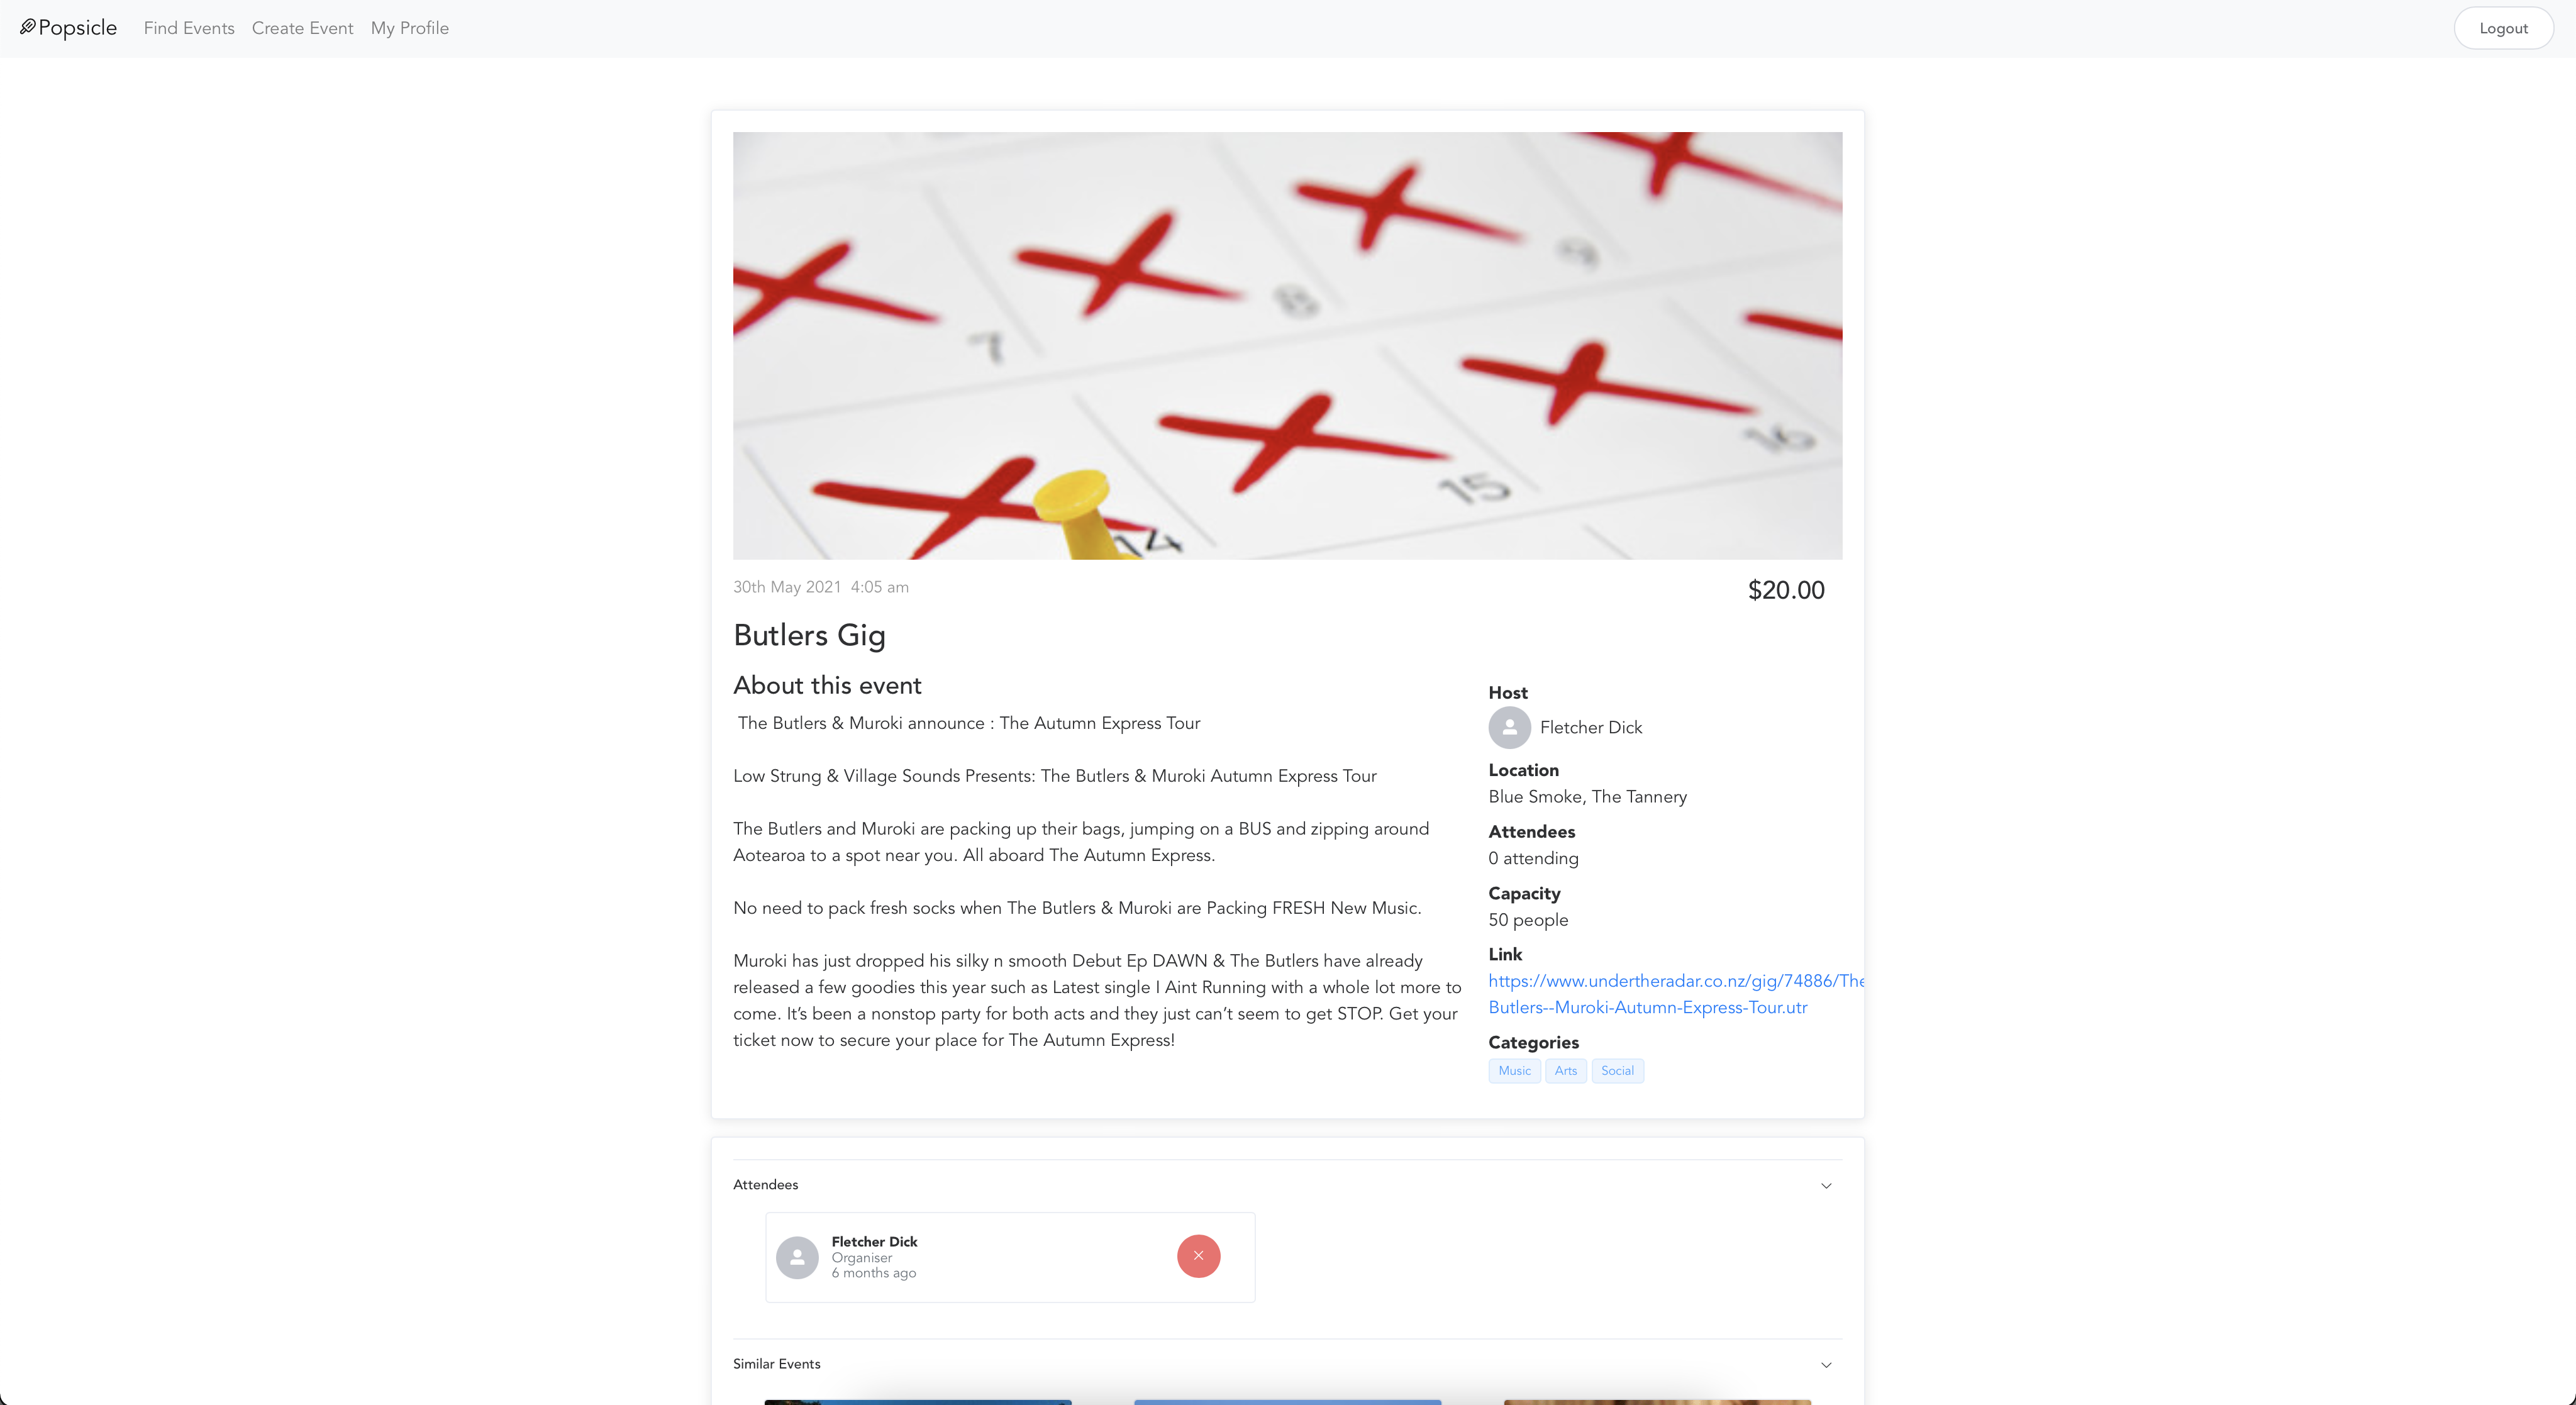 Popsicle Find Events Create Event My Profile Logout
9
8
7
16
15
14
30th May 2021 4:05 am
$20.00
Butlers Gig
About this event
The Butlers & Muroki announce : The Autumn Express Tour
Low Strung & Village Sounds Presents: The Butlers & Muroki Autumn Express Tour
The Butlers and Muroki are packing up their bags, jumping on a BUS and zipping around
Aotearoa to a spot near you. All aboard The Autumn Express.
No need to pack fresh socks when The Butlers & Muroki are Packing FRESH New Music.
Muroki has just dropped his silky n smooth Debut Ep DAWN & The Butlers have already
released a few goodies this year such as Latest single I Aint Running with a whole lot more to
come. It’s been a nonstop party for both acts and they just can’t seem to get STOP. Get your
ticket now to secure your place for The Autumn Express!
Host
Fletcher Dick
Location
Blue Smoke, The Tannery
Attendees
0 attending
Capacity
50 people
Link
https://www.undertheradar.co.nz/gig/74886/The
Butlers--Muroki-Autumn-Express-Tour.utr
Categories
Music Arts Social
Attendees
Fletcher Dick
Organiser
6 months ago
Similar Events